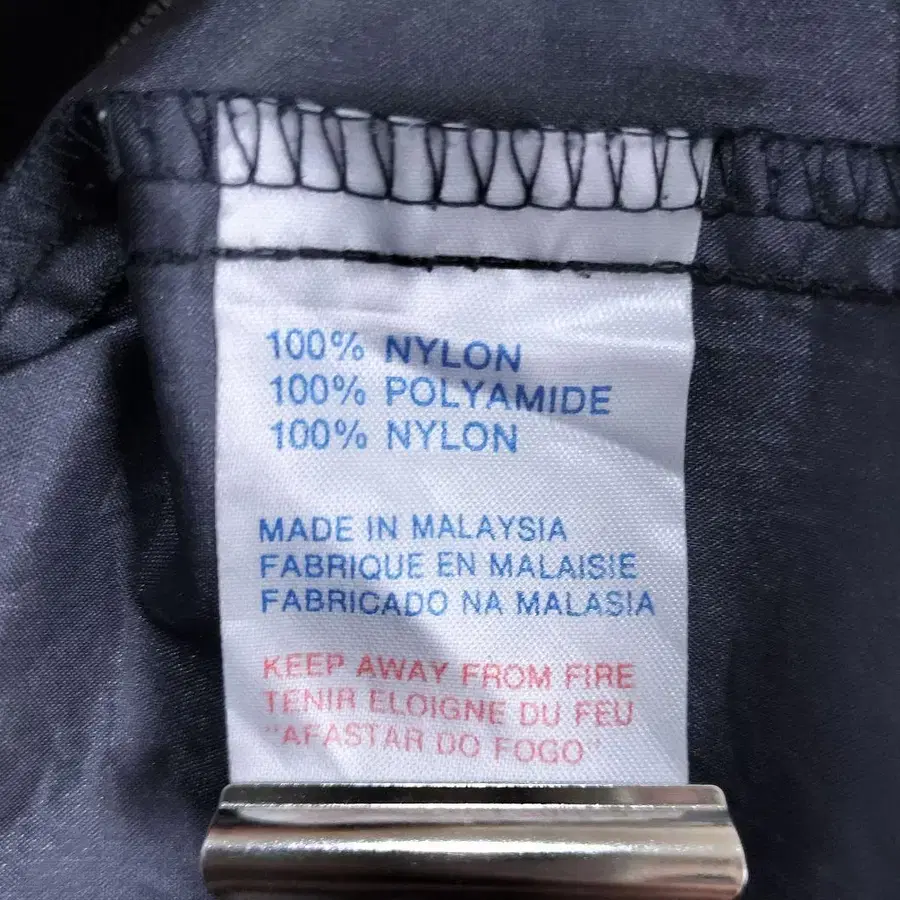 100% NYLON
100% POLYAMIDE
100% NYLON
MADE IN MALAYSIA
FABRIQUE EN MALAISIE
FABRICADO NA MALASIA
KEEP AWAY FROM FIRE
TENIR ELOIGNE DU FEU
"AFASTAR DO FOGO"